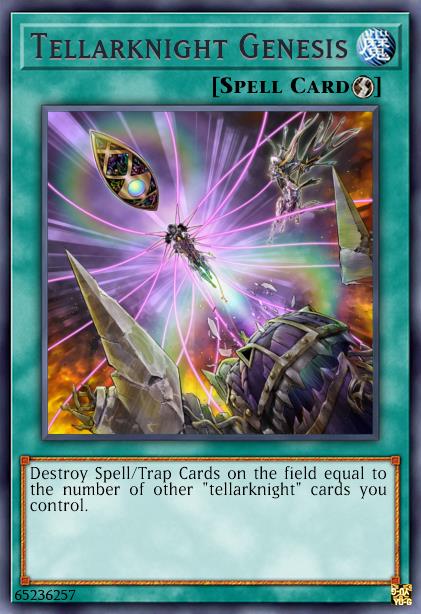 TELLARKNIGHT GENESIS 魔
[SPELL CARD]
Destroy Spell/Trap Cards on the field equal to
the number of other "tellarknight" cards you
control.
65236257